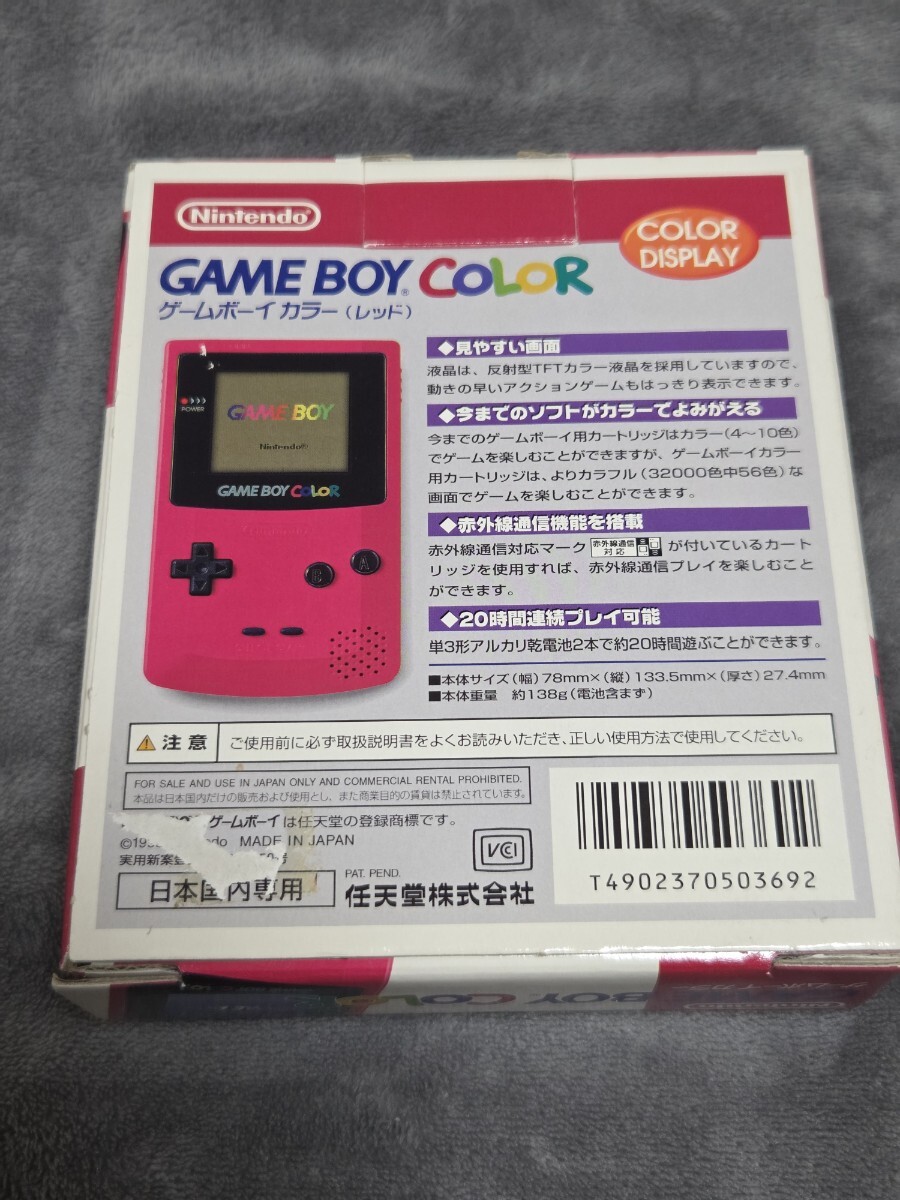 Nintendo
COLOR
DISPLAY
GAME BOY® COLOR
ゲームボーイ カラー(レッド)
POWER
GAME BOY
Nintendo®
GAME BOY COLOR
B
A
◆見やすい画面
液晶は、反射型TFTカラー液晶を採用していますので、
動きの早いアクションゲームもはっきり表示できます。
◆今までのソフトがカラーでよみがえる
今までのゲームボーイ用カートリッジはカラー(4〜10色)
でゲームを楽しむことができますが、ゲームボーイカラー
用カートリッジは、よりカラフル(32000色中56色)な
画面でゲームを楽しむことができます。
◆赤外線通信機能を搭載
赤外線通信対応マーク 赤外線通信 対応 が付いているカート
リッジを使用すれば、赤外線通信プレイを楽しむこと
ができます。
◆20時間連続プレイ可能
単3形アルカリ乾電池2本で約20時間遊ぶことができます。
■本体サイズ(幅)78mm×(縦)133.5mm×(厚さ)27.4mm
■本体重量 約138g(電池含まず)
注意 ご使用前に必ず取扱説明書をよくお読みいただき、正しい使用方法で使用してください。
FOR SALE AND USE IN JAPAN ONLY AND COMMERCIAL RENTAL PROHIBITED.
本品は日本国内だけの販売および使用とし、また商業目的の賃貸は禁止されています。
ゲームボーイは任天堂の登録商標です。
MADE IN JAPAN
実用新案
日本国内専用
PAT. PEND.
任天堂株式会社
VCI
T4902370503692
GAME BOY COLOR